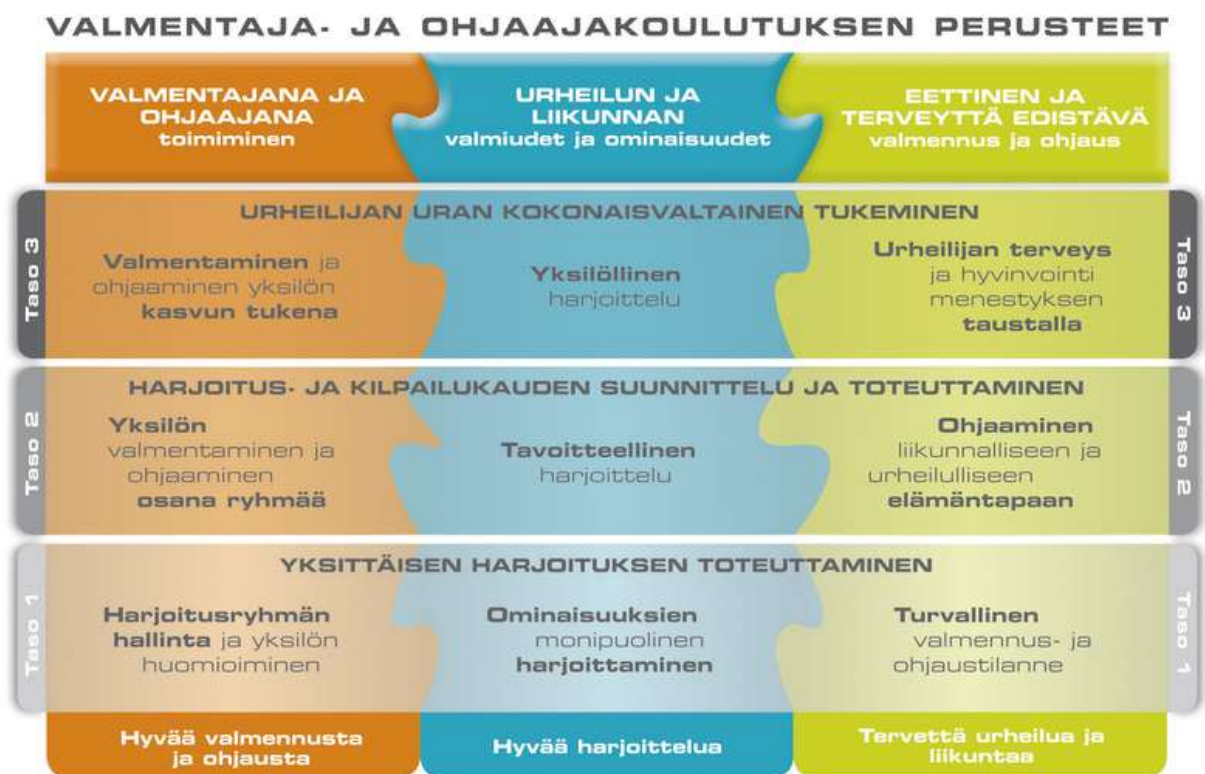 VALMENTAJA- JA OHJAAJAKOULUTUKSEN PERUSTEET
VALMENTAJANA JA
OHJAAJANA
toimiminen
URHEILUN JA
LIIKUNNAN
valmiudet ja ominaisuudet
EETTINEN JA
TERVEYTTÄ EDISTÄVÄ
valmennus ja ohjaus
Taso 3
URHEILIJAN URAN KOKONAISVALTAINEN TUKEMINEN
Valmentaminen ja
ohjaaminen yksilön
kasvun tukena
Yksilöllinen
harjoittelu
Urheilijan terveys
ja hyvinvointi
menestyksen
taustalla
Taso 3
Taso 2
HARJOITUS- JA KILPAILUKAUDEN SUUNNITTELU JA TOTEUTTAMINEN
Yksilön
valmentaminen ja
ohjaaminen
osana ryhmää
Tavoitteellinen
harjoittelu
Ohjaaminen
liikunnalliseen ja
urheilulliseen
elämäntapaan
Taso 2
Taso 1
YKSITTÄISEN HARJOITUKSEN TOTEUTTAMINEN
Harjoitusryhmän
hallinta ja yksilön
huomioiminen
Ominaisuuksien
monipuolinen
harjoittaminen
Turvallinen
valmennus- ja
ohjaustilanne
Taso 1
Hyvää valmennusta
ja ohjausta
Hyvää harjoittelua
Tervettä urheilua ja
liikuntaa